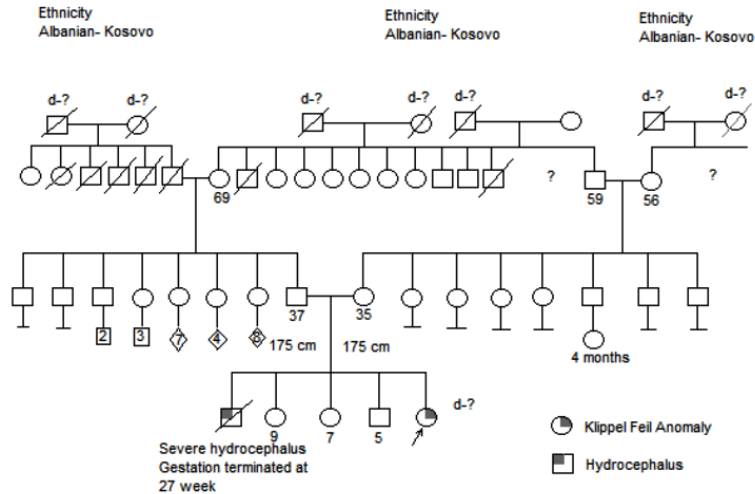 Ethnicity
Albanian- Kosovo
Ethnicity
Albanian- Kosovo
Ethnicity
Albanian- Kosovo
d-?
d-?
d-?
d-?
d-?
d-?
d-?
69
?
59
56
?
37
35
2
3
7
4
8
175 cm
175 cm
4 months
d-?
9
7
5
Severe hydrocephalus
Gestation terminated at
27 week
Klippel Feil Anomaly
Hydrocephalus